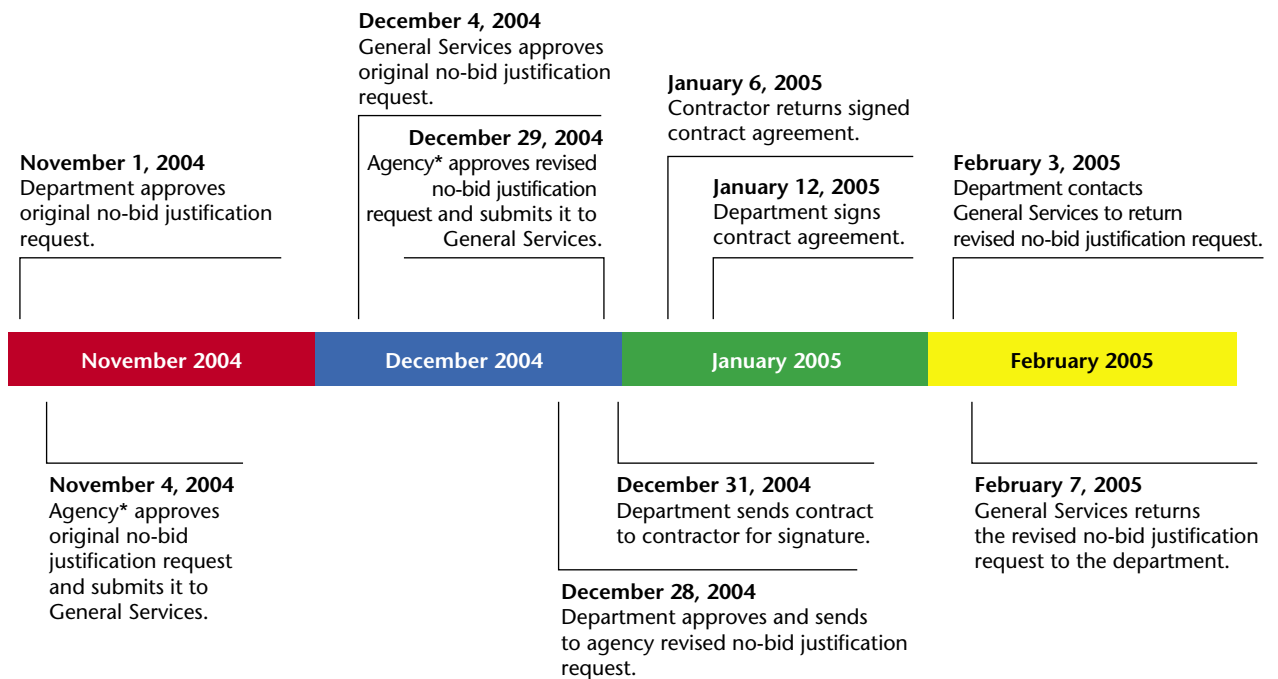 December 4, 2004
General Services approves
original no-bid justification
request.
January 6, 2005
Contractor returns signed
contract agreement.
December 29, 2004
Agency* approves revised
no-bid justification
request and submits it to
General Services.
November 1, 2004
Department approves
original no-bid justification
request.
January 12, 2005
Department signs
contract agreement.
February 3, 2005
Department contacts
General Services to return
revised no-bid justification request.
November 2004
December 2004
January 2005
February 2005
November 4, 2004
Agency* approves
original no-bid
justification request
and submits it to
General Services.
December 31, 2004
Department sends contract
to contractor for signature.
February 7, 2005
General Services returns
the revised no-bid justification
request to the department.
December 28, 2004
Department approves and sends
to agency revised no-bid justification
request.